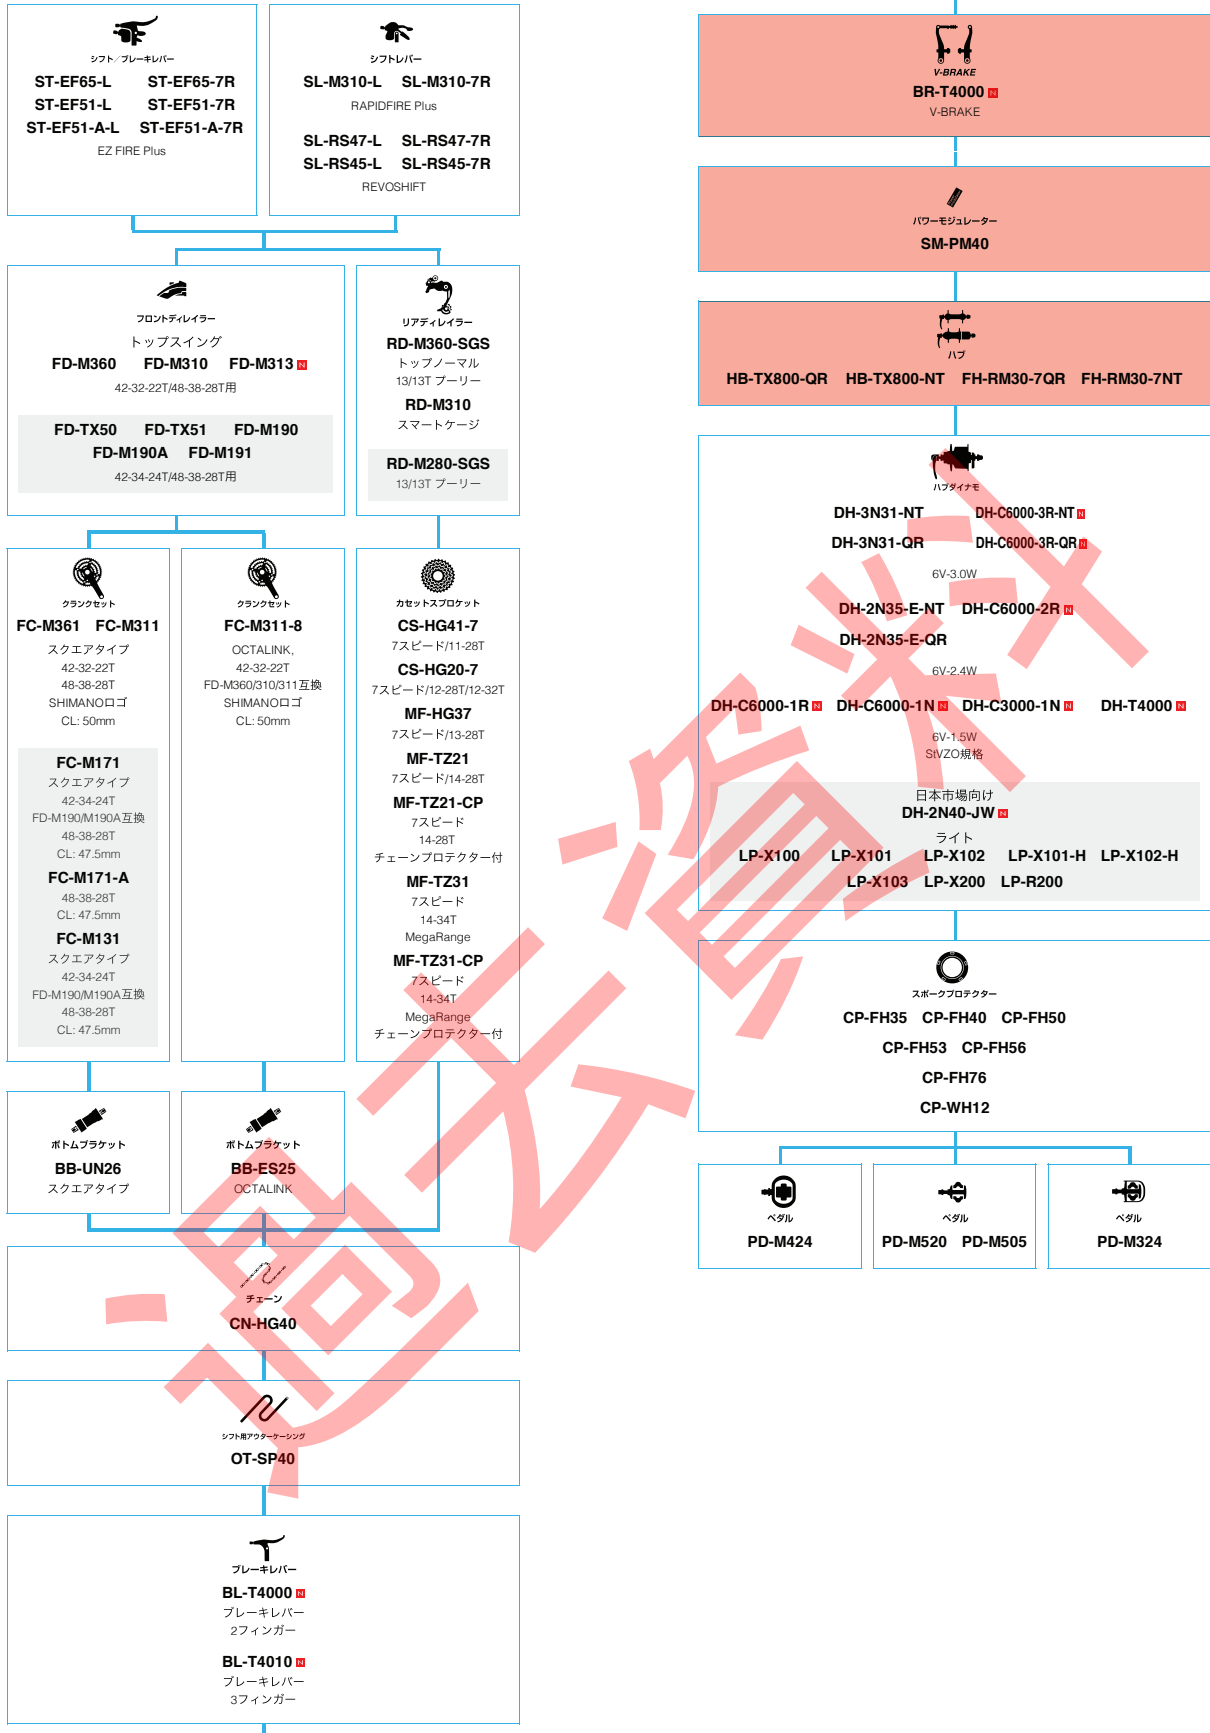 シフト／ブレーキレバー
ST-EF65-L ST-EF65-7R
ST-EF51-L ST-EF51-7R
ST-EF51-A-L ST-EF51-A-7R
EZ FIRE Plus
シフトレバー
SL-M310-L SL-M310-7R
RAPIDFIRE Plus
SL-RS47-L SL-RS47-7R
SL-RS45-L SL-RS45-7R
REVOSHIFT
フロントディレイラー
トップスイング
FD-M360 FD-M310 FD-M313 N
42-32-22T/48-38-28T用
FD-TX50 FD-TX51 FD-M190
FD-M190A FD-M191
42-34-24T/48-38-28T用
リアディレイラー
RD-M360-SGS
トップノーマル
13/13T プーリー
RD-M310
スマートケージ
RD-M280-SGS
13/13T プーリー
クランクセット
FC-M361 FC-M311
スクエアタイプ
42-32-22T
48-38-28T
SHIMANOロゴ
CL: 50mm
FC-M171
スクエアタイプ
42-34-24T
FD-M190/M190A互換
48-38-28T
CL: 47.5mm
FC-M171-A
48-38-28T
CL: 47.5mm
FC-M131
スクエアタイプ
42-34-24T
FD-M190/M190A互換
48-38-28T
CL: 47.5mm
クランクセット
FC-M311-8
OCTALINK,
42-32-22T
FD-M360/310/311互換
SHIMANOロゴ
CL: 50mm
カセットスプロケット
CS-HG41-7
7スピード/11-28T
CS-HG20-7
7スピード/12-28T/12-32T
MF-HG37
7スピード/13-28T
MF-TZ21
7スピード/14-28T
MF-TZ21-CP
7スピード
14-28T
チェーンプロテクター付
MF-TZ31
7スピード
14-34T
MegaRange
MF-TZ31-CP
7スピード
14-34T
MegaRange
チェーンプロテクター付
ボトムブラケット
BB-UN26
スクエアタイプ
ボトムブラケット
BB-ES25
OCTALINK
チェーン
CN-HG40
シフト用アウターケーシング
OT-SP40
ブレーキレバー
BL-T4000 N
ブレーキレバー
2フィンガー
BL-T4010 N
ブレーキレバー
3フィンガー
V-BRAKE
BR-T4000 N
V-BRAKE
パワーモジュレーター
SM-PM40
ハブ
HB-TX800-QR HB-TX800-NT FH-RM30-7QR FH-RM30-7NT
ハブダイナモ
DH-3N31-NT DH-C6000-3R-NT N
DH-3N31-QR DH-C6000-3R-QR N
6V-3.0W
DH-2N35-E-NT DH-C6000-2R N
DH-2N35-E-QR
6V-2.4W
DH-C6000-1R N DH-C6000-1N N DH-C3000-1N N DH-T4000 N
6V-1.5W
StVZO規格
日本市場向け
DH-2N40-JW N
ライト
LP-X100 LP-X101 LP-X102 LP-X101-H LP-X102-H
LP-X103 LP-X200 LP-R200
スポークプロテクター
CP-FH35 CP-FH40 CP-FH50
CP-FH53 CP-FH56
CP-FH76
CP-WH12
ペダル
PD-M424
ペダル
PD-M520 PD-M505
ペダル
PD-M324
過去資料